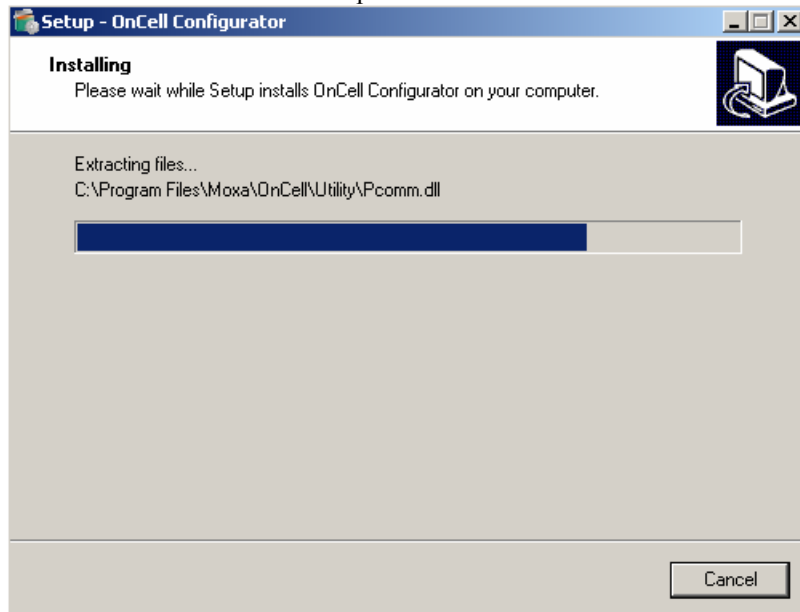 Setup - OnCell Configurator
Installing
Please wait while Setup installs OnCell Configurator on your computer.
Extracting files...
C:\Program Files\Moxa\OnCell\Utility\Pcomm.dll
Cancel